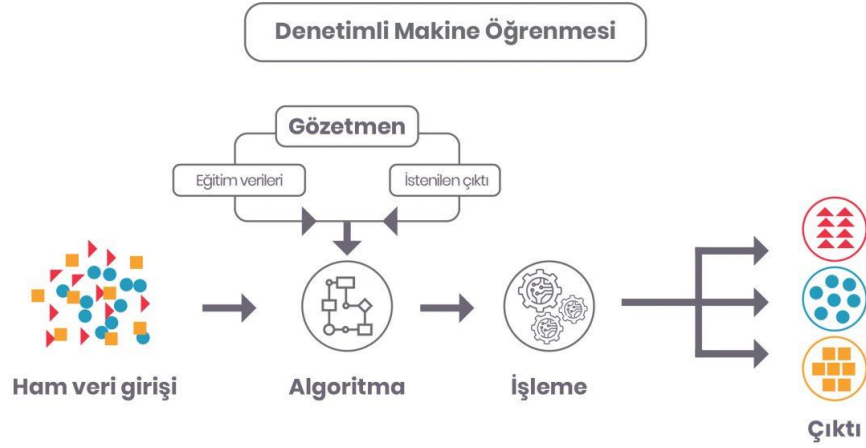 Denetimli Makine Öğrenmesi
Gözetmen
Eğitim verileri
İstenilen çıktı
Ham veri girişi
Algoritma
İşleme
Çıktı